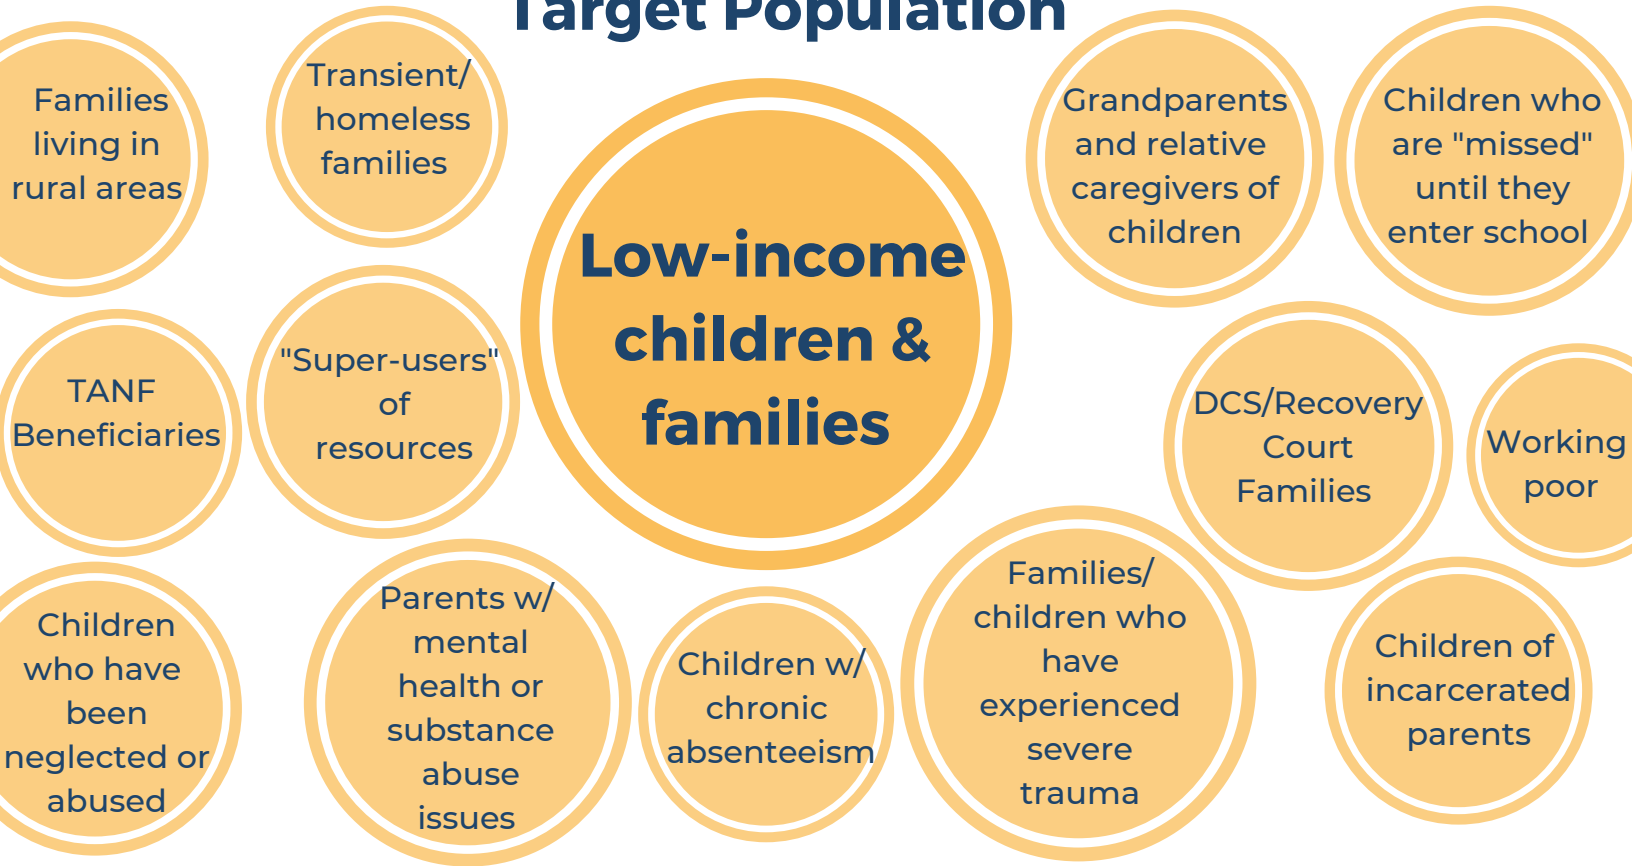 Target Population
Families
living in
rural areas
Transient/
homeless
families
Grandparents
and relative
caregivers of
children
Children who
are "missed"
until they
enter school
Low-income
children &
families
TANF
Beneficiaries
"Super-users"
of
resources
DCS/Recovery
Court
Families
Working
poor
Children
who have
been
neglected or
abused
Parents w/
mental
health or
substance
abuse
issues
Children w/
chronic
absenteeism
Families/
children who
have
experienced
severe
trauma
Children of
incarcerated
parents